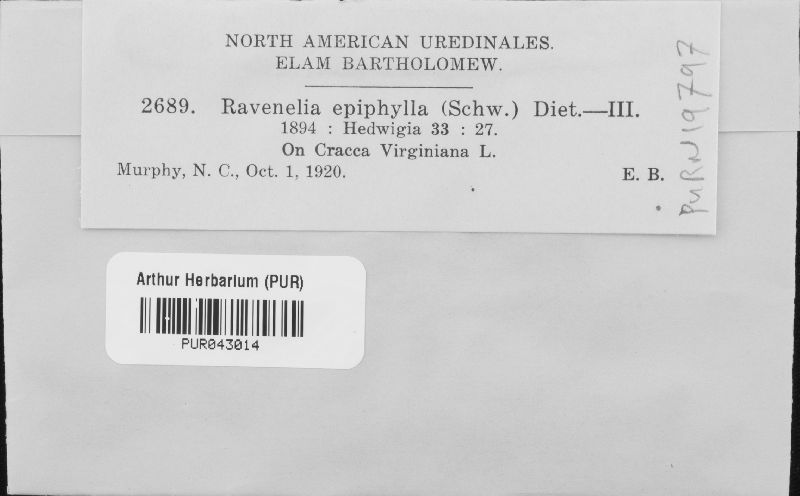 NORTH AMERICAN UREDINALES.
ELAM BARTHOLOMEW.
2689. Ravenelia epiphylla (Schw.) Diet.—III.
1894 : Hedwigia 33 : 27.
On Cracca Virginiana L.
Murphy, N. C., Oct. 1, 1920. E. B.
PURN19797
Arthur Herbarium (PUR)
PUR043014